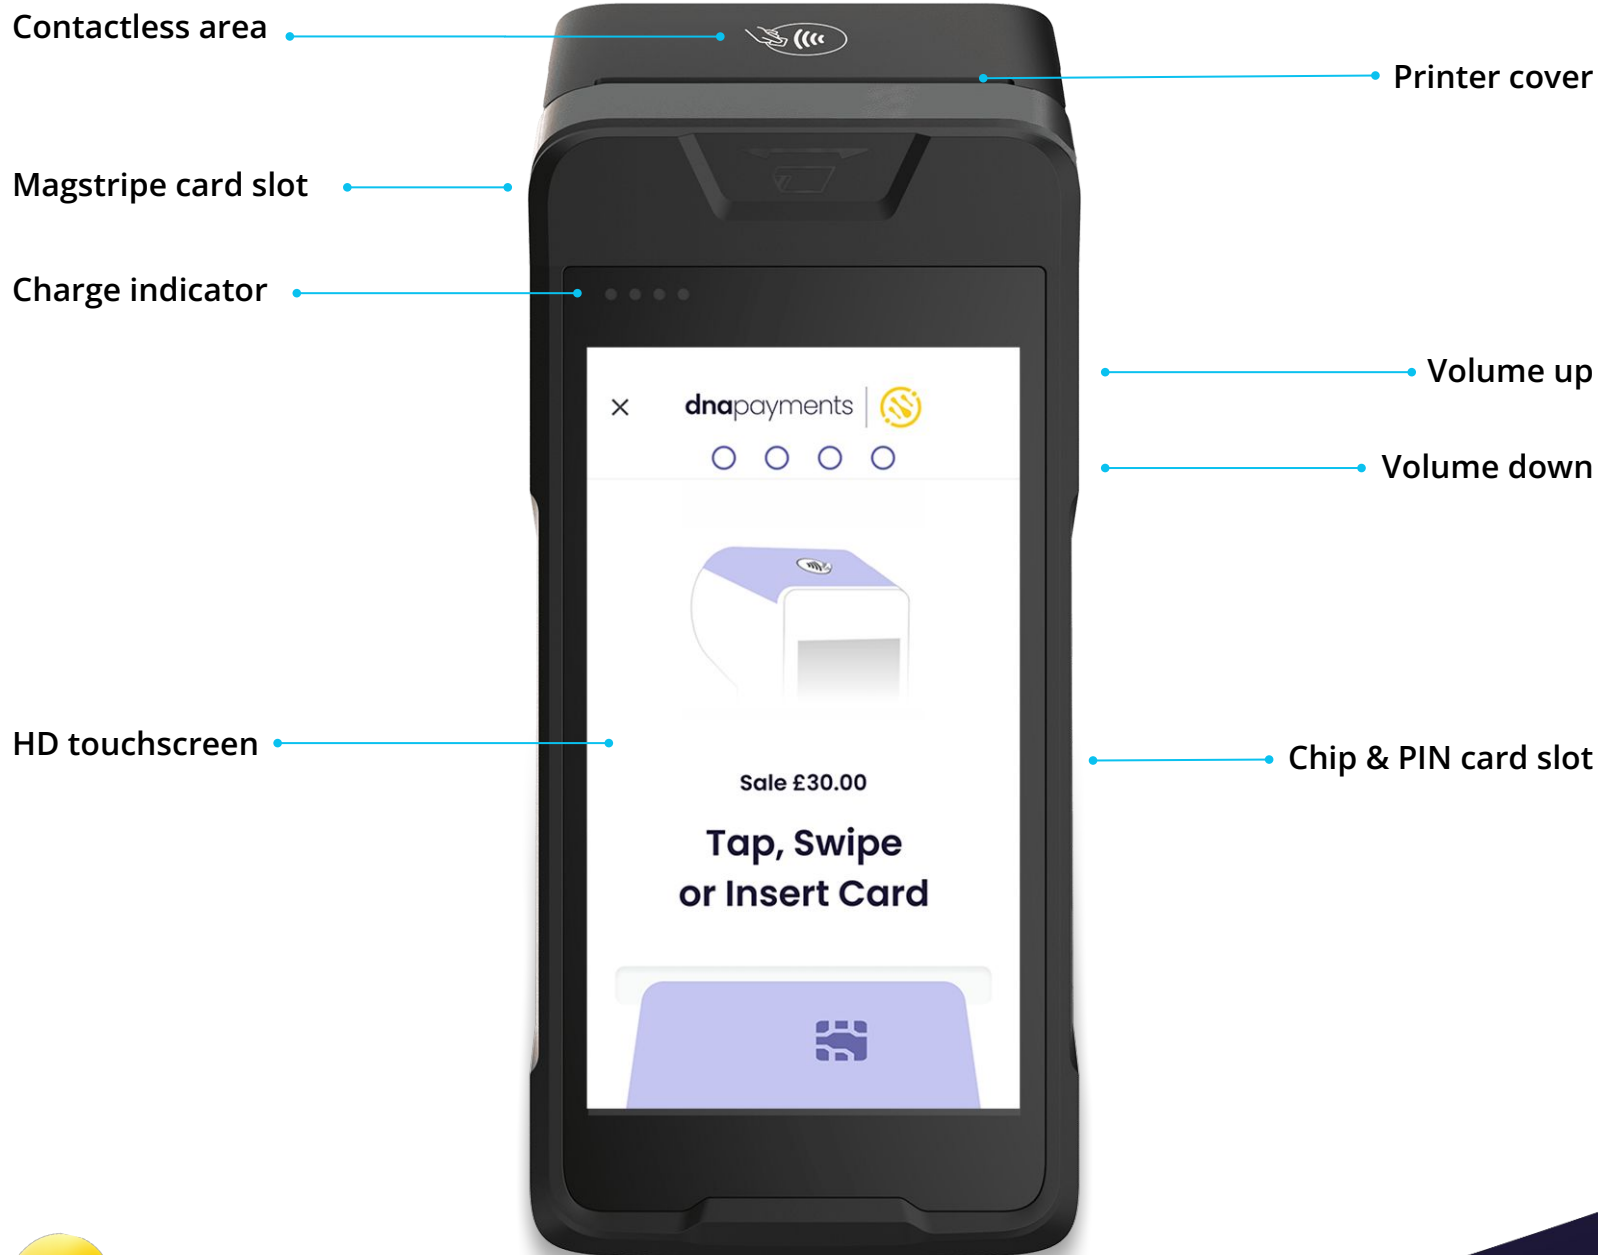 Contactless area
Printer cover
Magstripe card slot
Charge indicator
Volume up
dnapayments
Volume down
HD touchscreen
Chip & PIN card slot
Sale £30.00
Tap, Swipe
or Insert Card